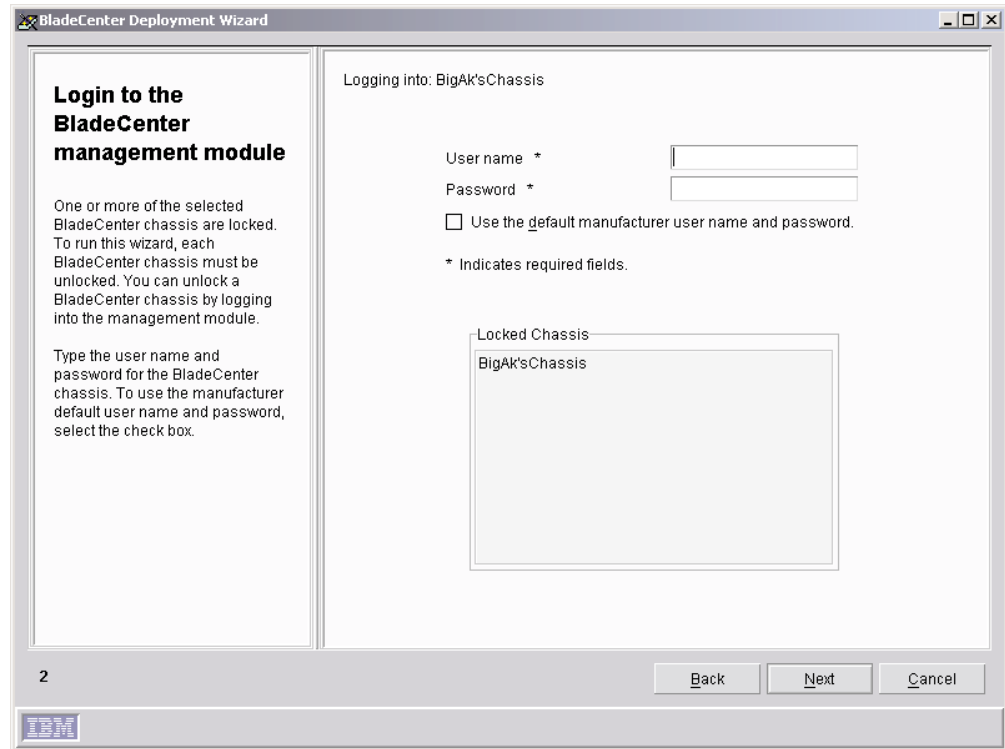 BladeCenter Deployment Wizard
Login to the
BladeCenter
management module
One or more of the selected
BladeCenter chassis are locked.
To run this wizard, each
BladeCenter chassis must be
unlocked. You can unlock a
BladeCenter chassis by logging
into the management module.
Type the user name and
password for the BladeCenter
chassis. To use the manufacturer
default user name and password,
select the check box.
Logging into: BigAk'sChassis
User name *
Password *
Use the default manufacturer user name and password.
* Indicates required fields.
Locked Chassis
BigAk'sChassis
2
Back
Next
Cancel
IBM